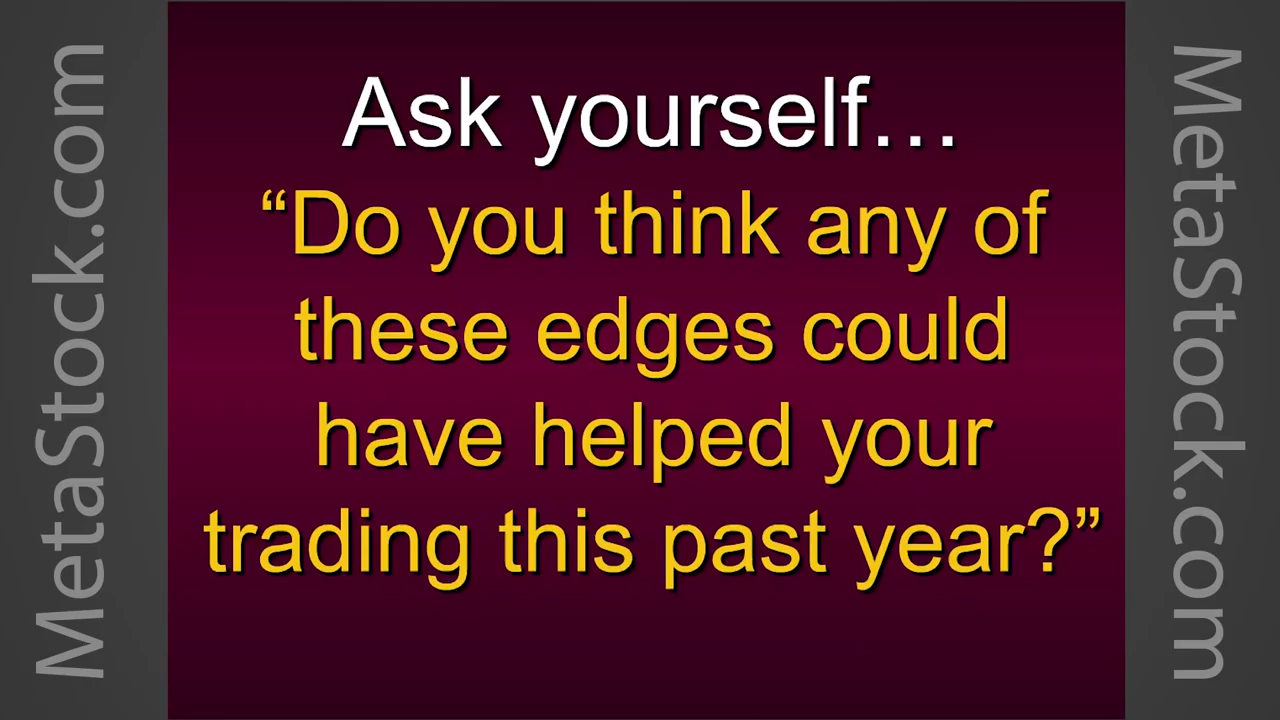 MetaStock.com
Ask yourself…
“Do you think any of
these edges could
have helped your
trading this past year?”
MetaStock.com